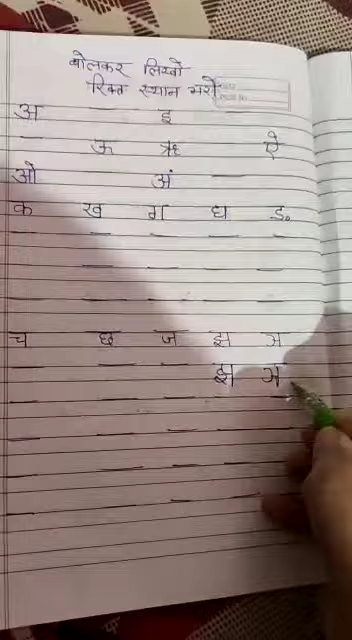 बोलकर लिखो
रिक्त स्थान भरो
अ इ
ऊ ऋ ऐ
ओ अं
क ख ग घ ङ
च छ ज झ ञ
झ ञ